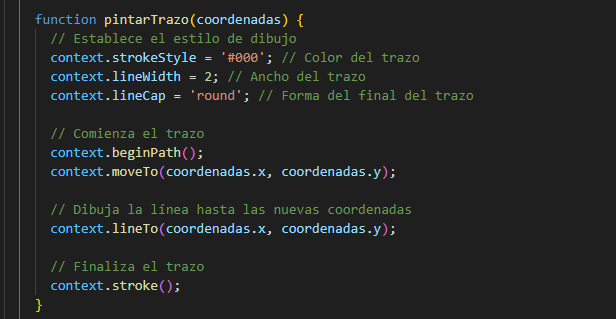 function pintarTrazo(coordenadas) {
// Establece el estilo de dibujo
context.strokeStyle = '#000'; // Color del trazo
context.lineWidth = 2; // Ancho del trazo
context.lineCap = 'round'; // Forma del final del trazo
// Comienza el trazo
context.beginPath();
context.moveTo(coordenadas.x, coordenadas.y);
// Dibuja la línea hasta las nuevas coordenadas
context.lineTo(coordenadas.x, coordenadas.y);
// Finaliza el trazo
context.stroke();
}